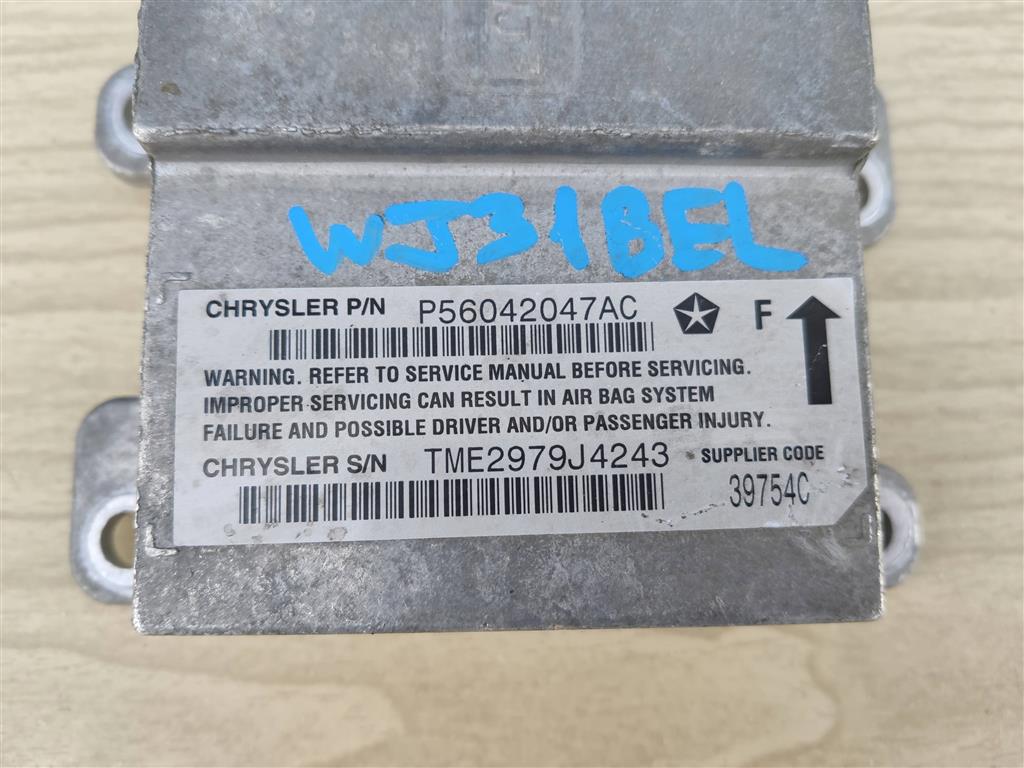 WJ31BEL
CHRYSLER P/N P56042047AC F
WARNING. REFER TO SERVICE MANUAL BEFORE SERVICING.
IMPROPER SERVICING CAN RESULT IN AIR BAG SYSTEM
FAILURE AND POSSIBLE DRIVER AND/OR PASSENGER INJURY.
CHRYSLER S/N TME2979J4243 SUPPLIER CODE
39754C